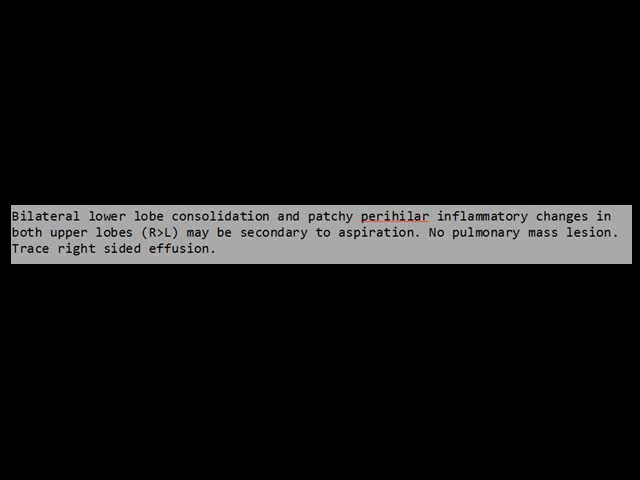 Bilateral lower lobe consolidation and patchy perihilar inflammatory changes in
both upper lobes (R>L) may be secondary to aspiration. No pulmonary mass lesion.
Trace right sided effusion.